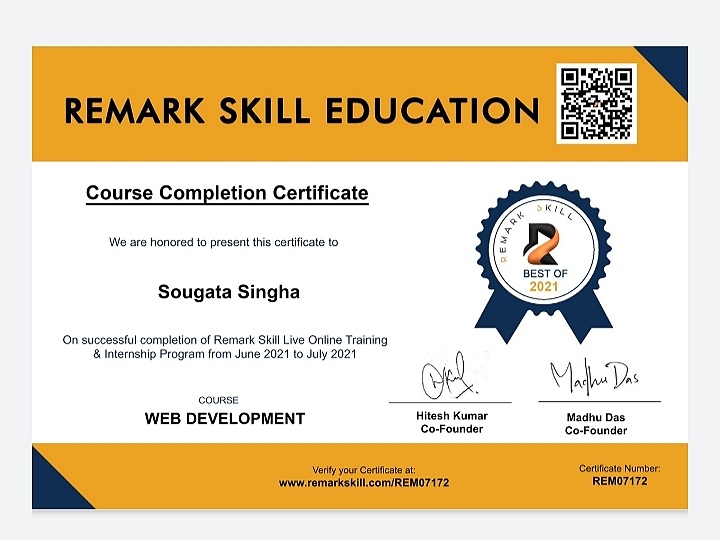 REMARK SKILL EDUCATION
Course Completion Certificate
We are honored to present this certificate to
Sougata Singha
On successful completion of Remark Skill Live Online Training
& Internship Program from June 2021 to July 2021
COURSE
WEB DEVELOPMENT
REMARK SKILL
BEST OF
2021
Hitesh Kumar
Co-Founder
Madhu Das
Madhu Das
Co-Founder
Verify your Certificate at:
www.remarkskill.com/REM07172
Certificate Number:
REM07172